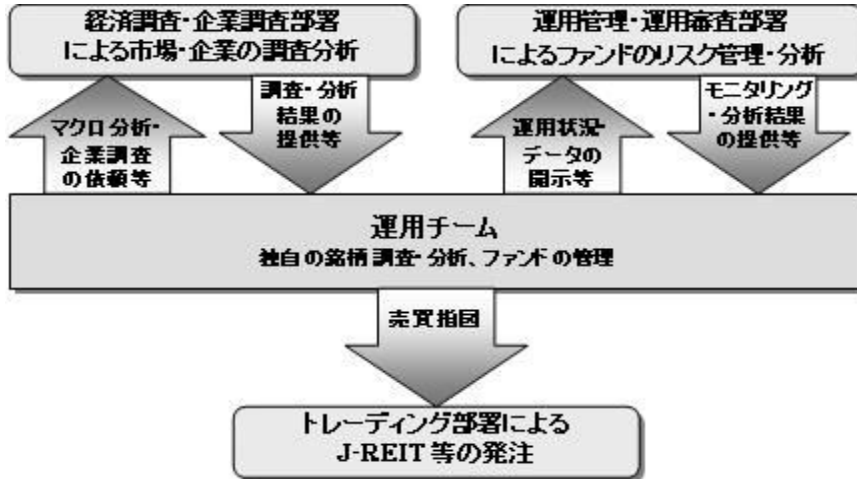 経済調査・企業調査部署
による市場・企業の調査分析
運用管理・運用審査部署
によるファンドのリスク管理・分析
マクロ分析・
企業調査
の依頼等
調査・分析
結果の
提供等
運用状況・
データの
開示等
モニタリング
・分析結果
の提供等
運用チーム
独自の銘柄調査・分析、ファンドの管理
売買指図
トレーディング部署による
J-REIT等の発注